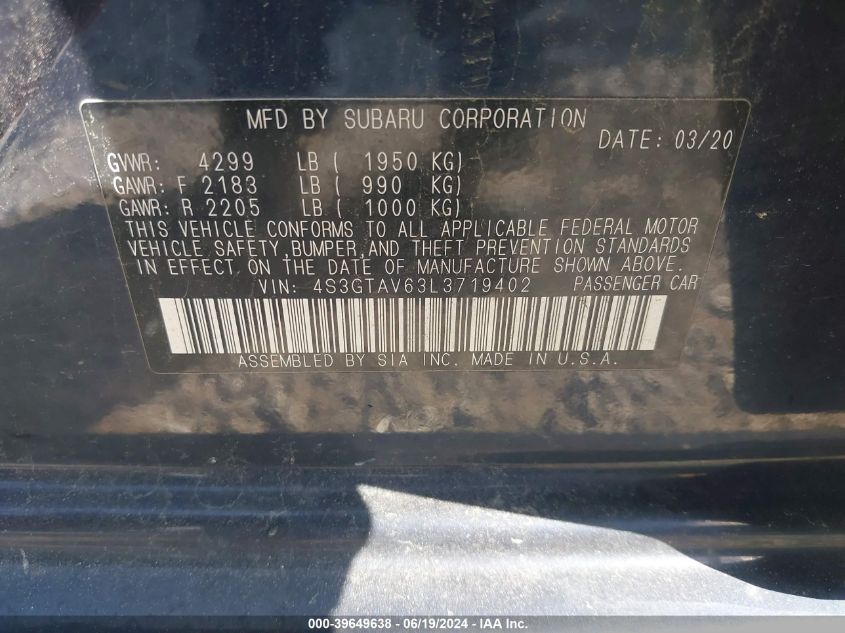 MFD BY SUBARU CORPORATION
DATE: 03/20
GVWR: 4299 LB ( 1950 KG)
GAWR: F 2183 LB ( 990 KG)
GAWR: R 2205 LB ( 1000 KG)
THIS VEHICLE CONFORMS TO ALL APPLICABLE FEDERAL MOTOR
VEHICLE SAFETY,BUMPER,AND THEFT PREVENTION STANDARDS
IN EFFECT ON THE DATE OF MANUFACTURE SHOWN ABOVE.
VIN: 4S3GTAV63L3719402 PASSENGER CAR
ASSEMBLED BY SIA INC. MADE IN U.S.A.
000-39649638 - 06/19/2024 - IAA Inc.